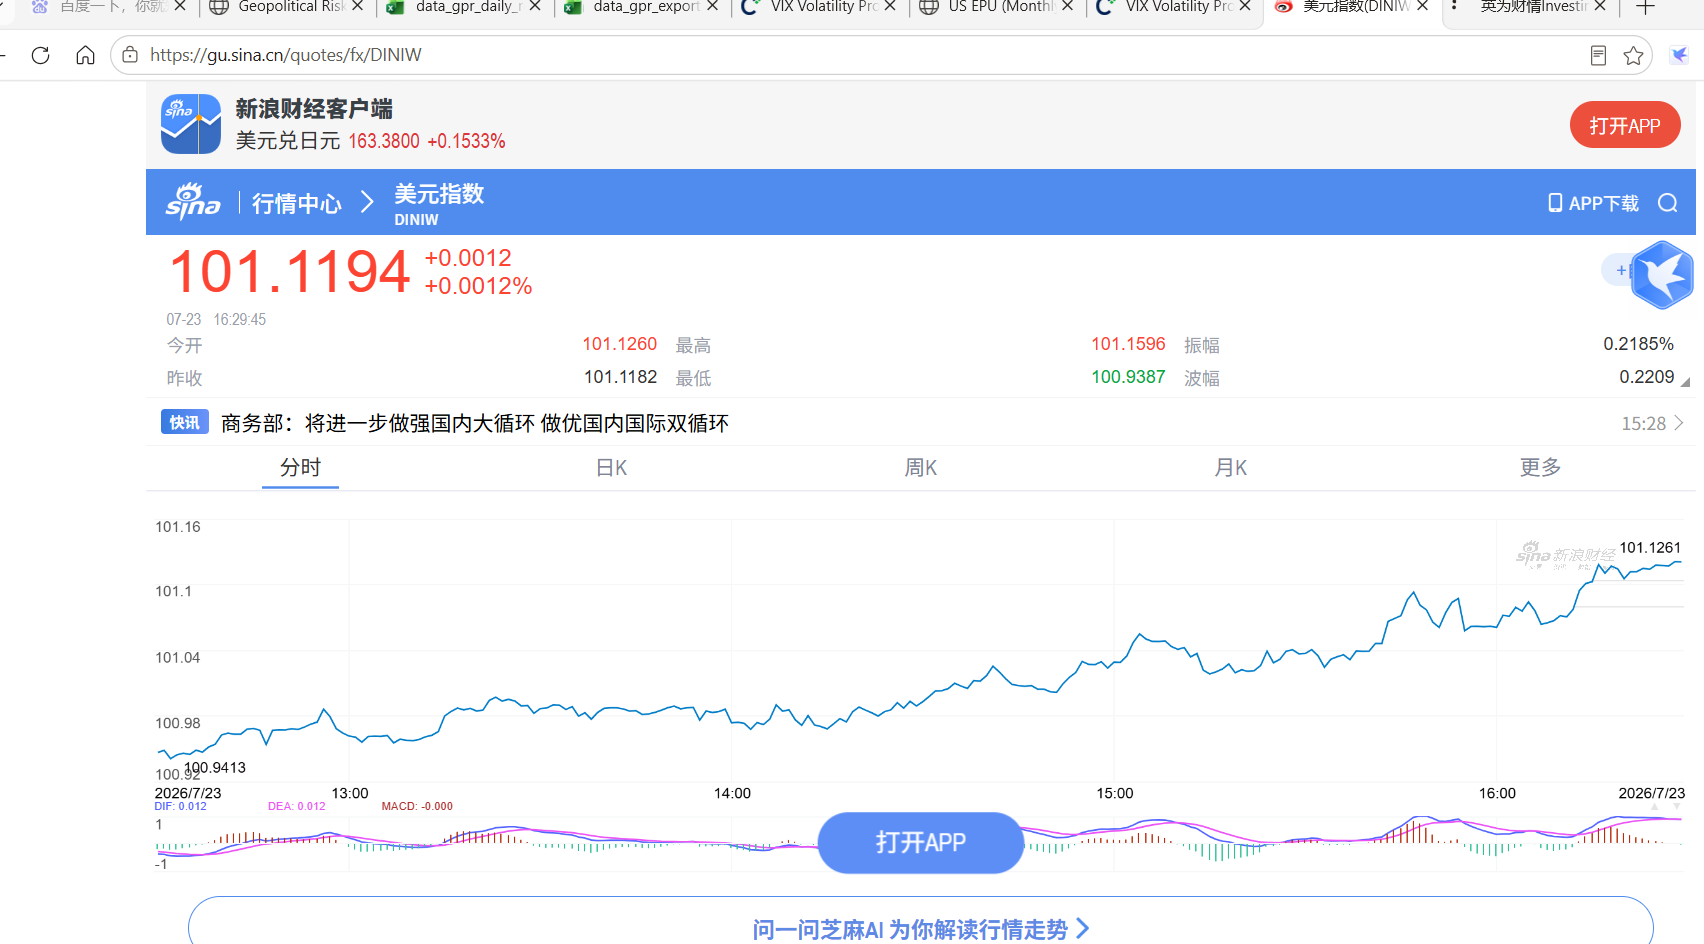 百度一下，你就
Geopolitical Risk
data_gpr_daily_r
data_gpr_export
VIX Volatility Pro
US EPU (Monthl
VIX Volatility Pro
美元指数(DINIW
英为财情Investin
https://gu.sina.cn/quotes/fx/DINIW
sina
新浪财经客户端
美元兑日元 163.3800 +0.1533%
打开APP
sina 行情中心 美元指数
DINIW
APP下载
101.1194 +0.0012
+0.0012%
07-23 16:29:45
今开 101.1260 最高 101.1596 振幅 0.2185%
昨收 101.1182 最低 100.9387 波幅 0.2209
快讯 商务部：将进一步做强国内大循环 做优国内国际双循环 15:28
分时 日K 周K 月K 更多
101.16
sina 新浪财经 101.1261
101.1
101.04
100.98
100.9413
100.92
2026/7/23 13:00 14:00 15:00 16:00 2026/7/23
DIF: 0.012 DEA: 0.012 MACD: -0.000
1
-1
打开APP
问一问芝麻AI 为你解读行情走势